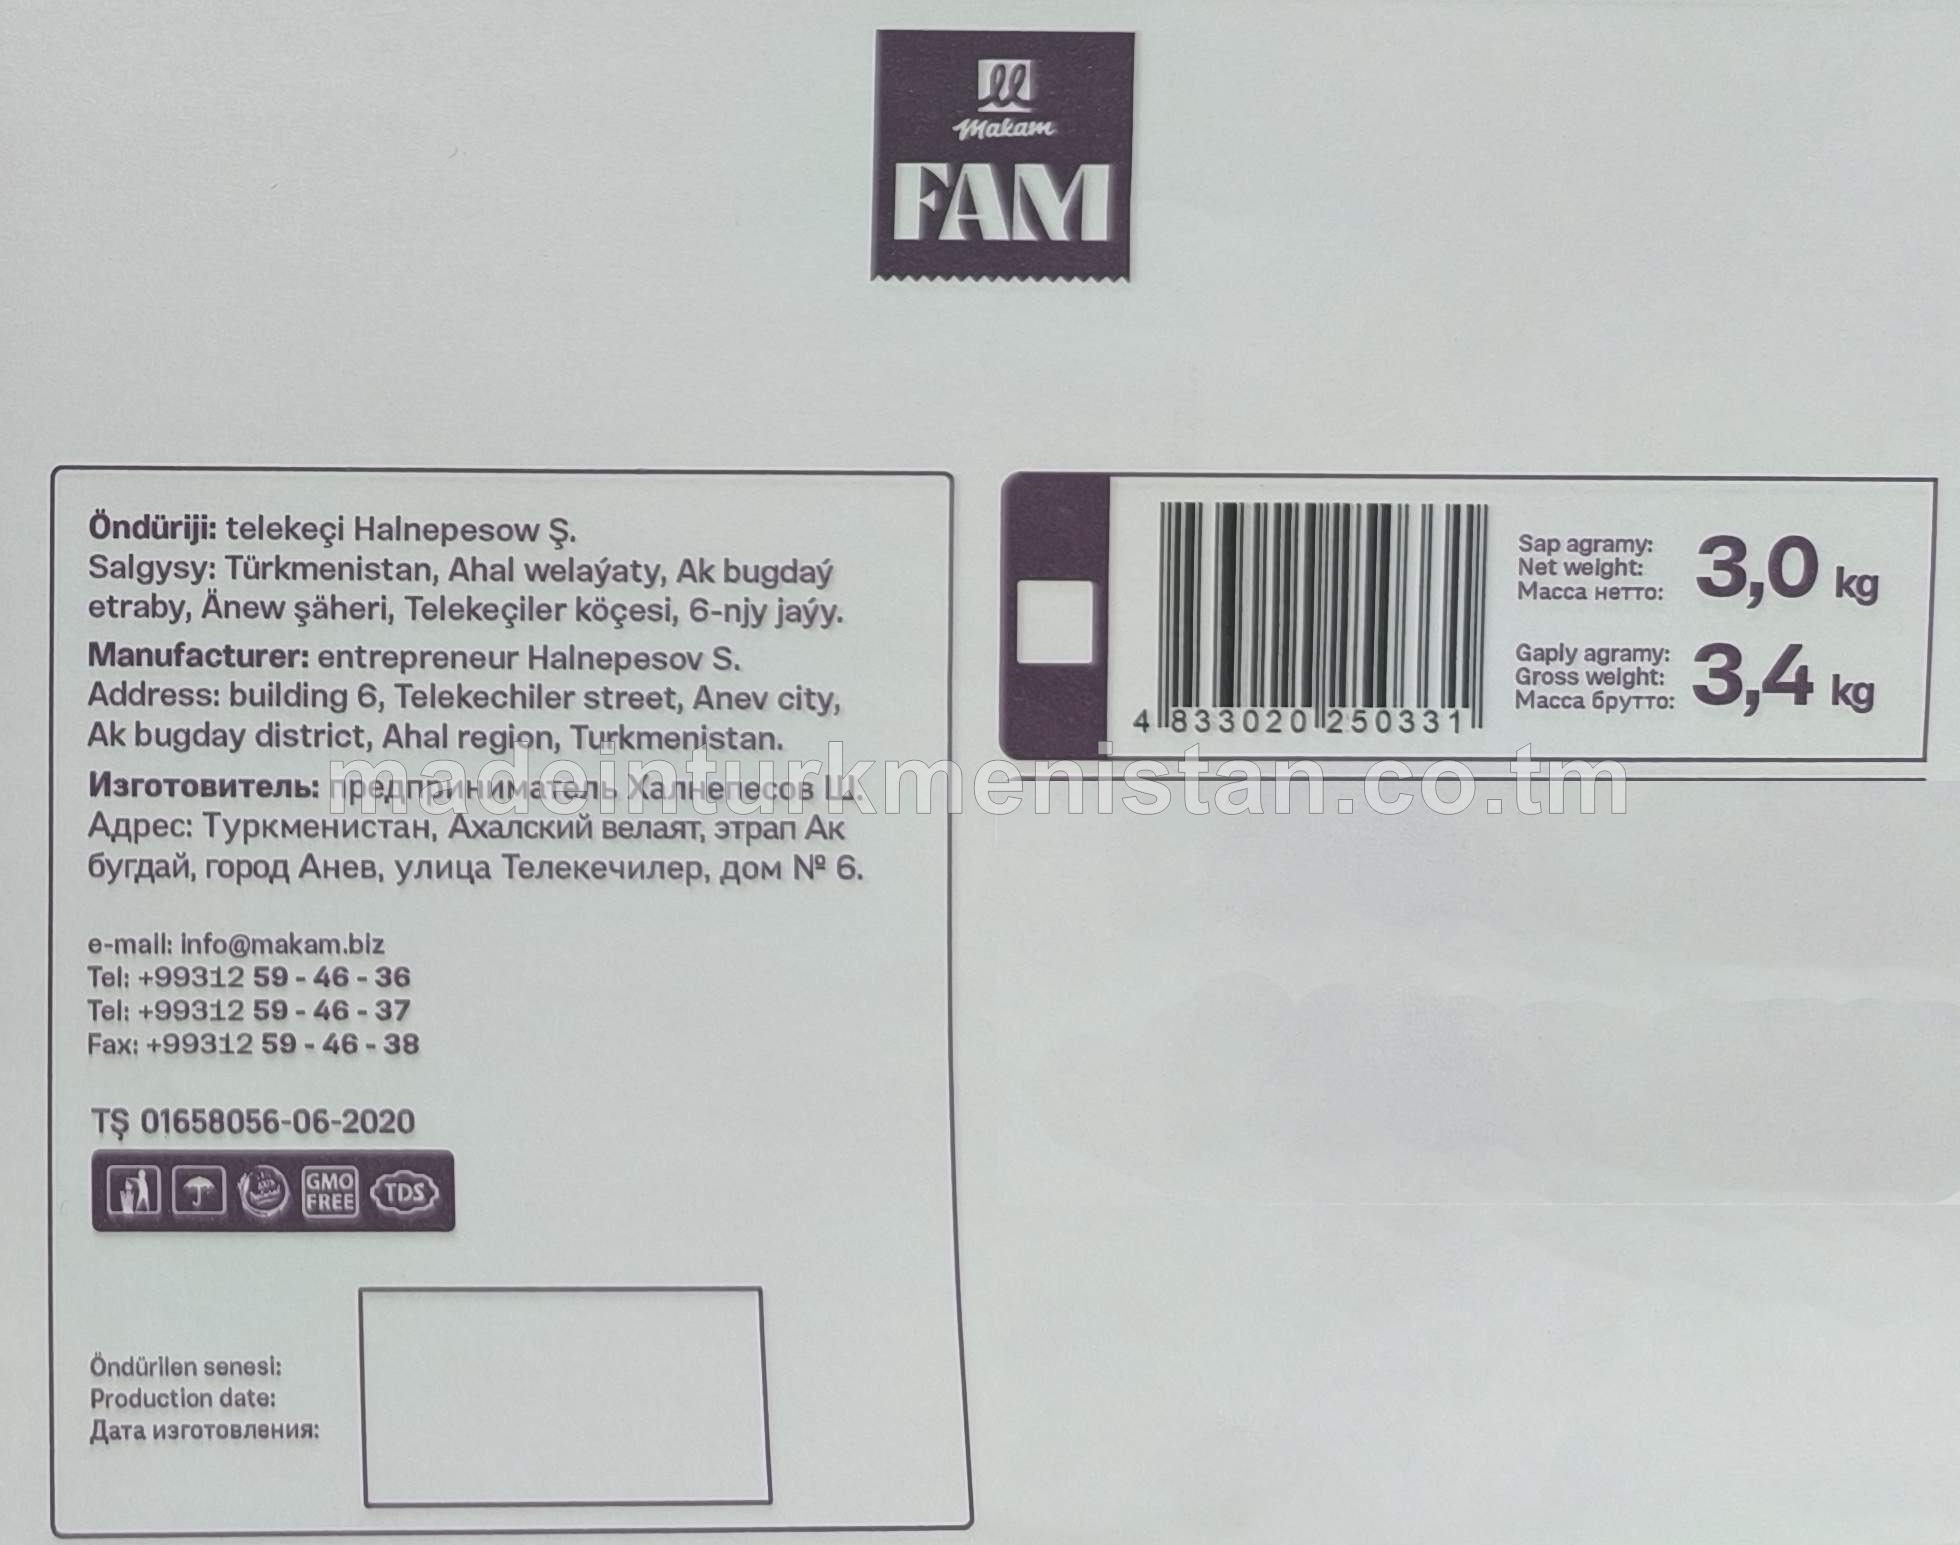 Makam
FAM
Öndüriji: telekeçi Halnepesow Ş.
Salgysy: Türkmenistan, Ahal welaýaty, Ak bugdaý
etraby, Änew şäheri, Telekeçiler köçesi, 6-njy jaýy.
Manufacturer: entrepreneur Halnepesov S.
Address: building 6, Telekechiler street, Anev city,
Ak bugday district, Ahal region, Turkmenistan.
Изготовитель: предприниматель Халнепесов Ш.
Адрес: Туркменистан, Ахалский велаят, этрап Ак
бугдай, город Анев, улица Телекечилер, дом № 6.
e-mail: info@makam.biz
Tel: +99312 59 - 46 - 36
Tel: +99312 59 - 46 - 37
Fax: +99312 59 - 46 - 38
TŞ 01658056-06-2020
GMO
FREE
TDS
Öndürilen senesi:
Production date:
Дата изготовления:
4 833020 250331
Sap agramy:
Net weight:
Масса нетто:
3,0 kg
Gaply agramy:
Gross weight:
Масса брутто:
3,4 kg
madeinturkmenistan.co.tm